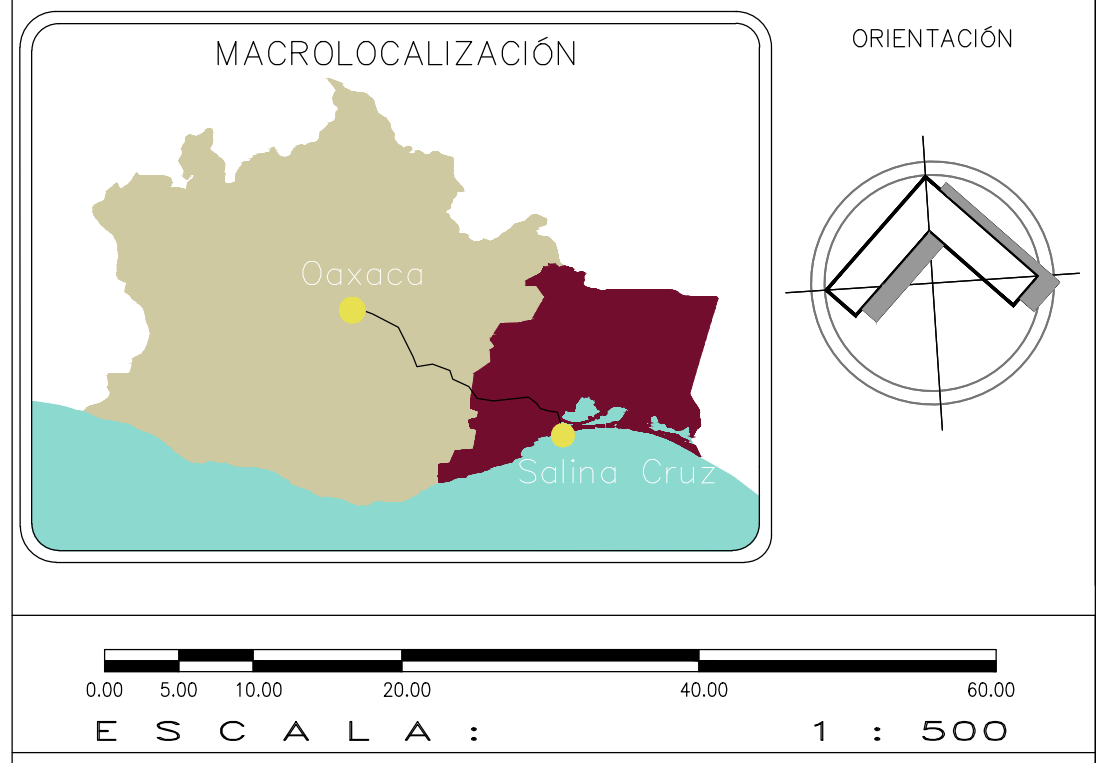 MACROLOCALIZACIÓN
ORIENTACIÓN
Oaxaca
Salina Cruz
0.00 5.00 10.00 20.00 40.00 60.00
ESCALA: 1 : 500